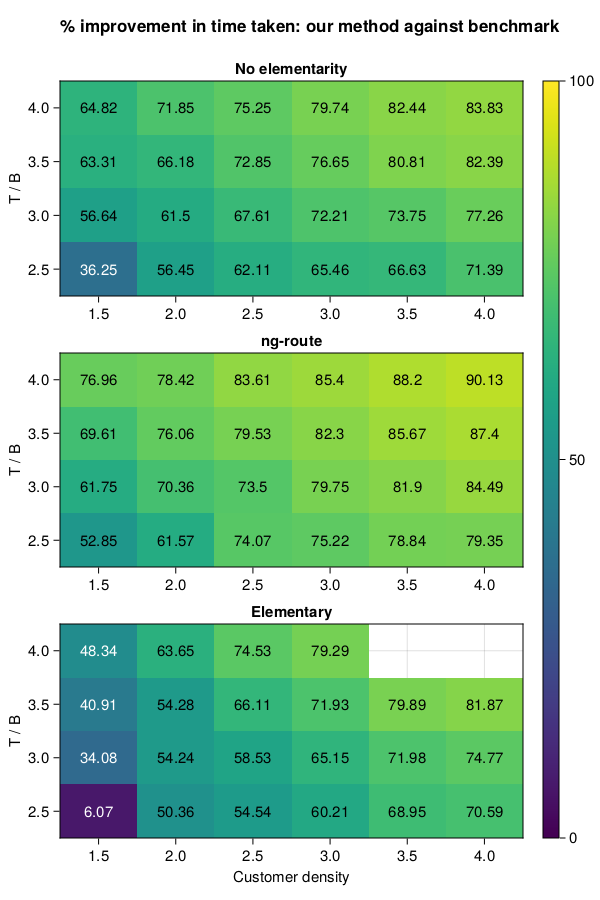 % improvement in time taken: our method against benchmark
No elementarity
4.0 64.82 71.85 75.25 79.74 82.44 83.83
3.5 63.31 66.18 72.85 76.65 80.81 82.39
3.0 56.64 61.5 67.61 72.21 73.75 77.26
2.5 36.25 56.45 62.11 65.46 66.63 71.39
T / B
1.5 2.0 2.5 3.0 3.5 4.0
ng-route
4.0 76.96 78.42 83.61 85.4 88.2 90.13
3.5 69.61 76.06 79.53 82.3 85.67 87.4
3.0 61.75 70.36 73.5 79.75 81.9 84.49
2.5 52.85 61.57 74.07 75.22 78.84 79.35
T / B
1.5 2.0 2.5 3.0 3.5 4.0
Elementary
4.0 48.34 63.65 74.53 79.29
3.5 40.91 54.28 66.11 71.93 79.89 81.87
3.0 34.08 54.24 58.53 65.15 71.98 74.77
2.5 6.07 50.36 54.54 60.21 68.95 70.59
T / B
1.5 2.0 2.5 3.0 3.5 4.0
Customer density
100
50
0